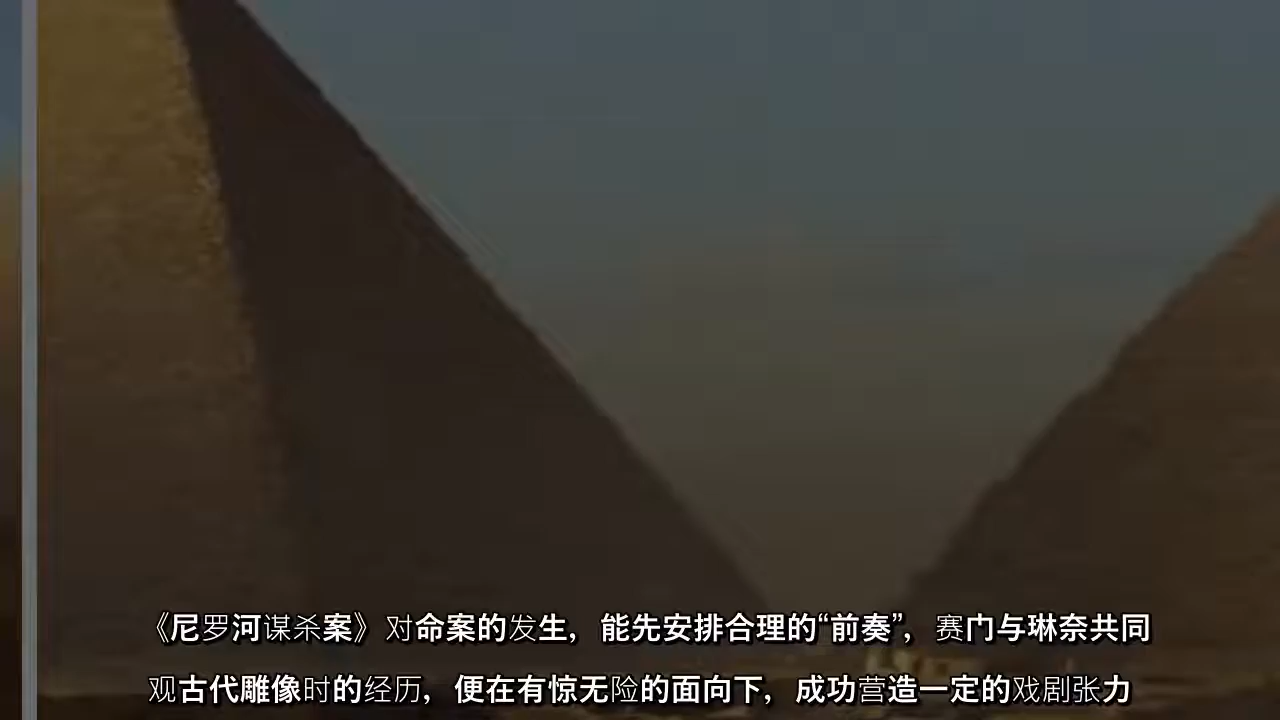 《尼罗河谋杀案》对命案的发生，能先安排合理的“前奏”，赛门与琳奈共同
观古代雕像时的经历，便在有惊无险的面向下，成功营造一定的戏剧张力